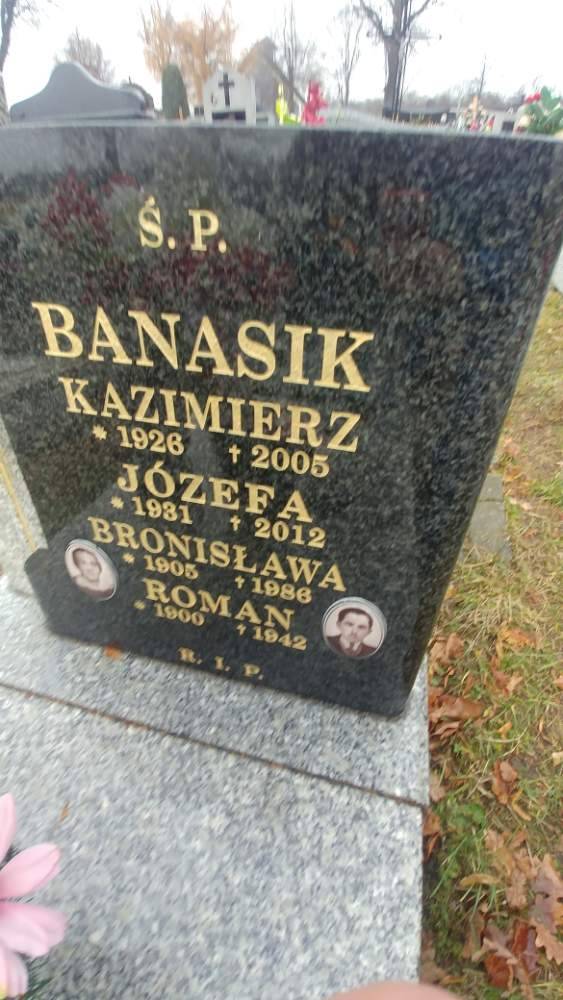 Ś. P.
BANASIK
KAZIMIERZ
* 1926 † 2005
JÓZEFA
* 1931 † 2012
BRONISŁAWA
* 1905 † 1986
ROMAN
* 1900 † 1942
R. I. P.